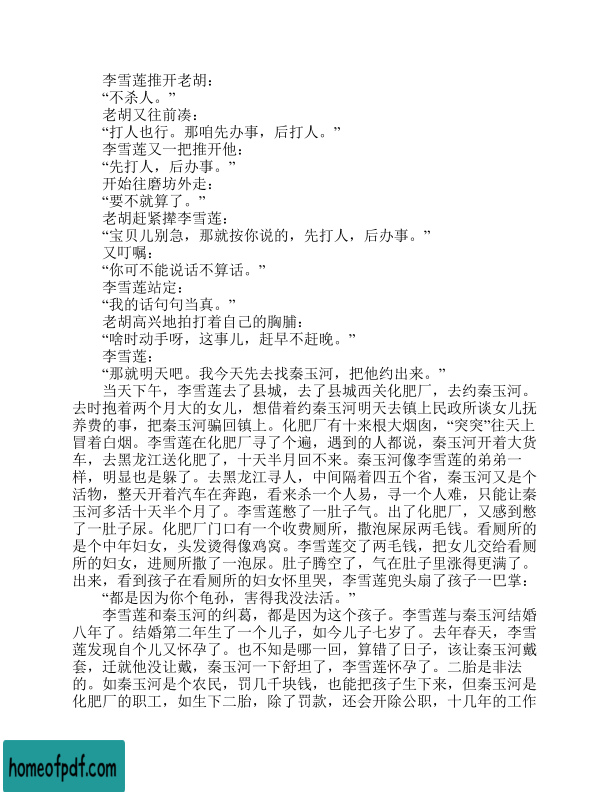 李雪莲推开老胡：
“不杀人。”
老胡又往前凑：
“打人也行。那咱先办事，后打人。”
李雪莲又一把推开他：
“先打人，后办事。”
开始往磨坊外走：
“要不就算了。”
老胡赶紧撵李雪莲：
“宝贝儿别急，那就按你说的，先打人，后办事。”
又叮嘱：
“你可不能说话不算话。”
李雪莲站定：
“我的话句句当真。”
老胡高兴地拍打着自己的胸脯：
“啥时动手呀，这事儿，赶早不赶晚。”
李雪莲：
“那就明天吧。我今天先去找秦玉河，把他约出来。”
当天下午，李雪莲去了县城，去了县城西关化肥厂，去约秦玉河。
去时抱着两个月大的女儿，想借着约秦玉河明天去镇上民政所谈女儿抚
养费的事，把秦玉河骗回镇上。化肥厂有十来根大烟囱，“突突”往天上
冒着白烟。李雪莲在化肥厂寻了个遍，遇到的人都说，秦玉河开着大货
车，去黑龙江送化肥了，十天半月回不来。秦玉河像李雪莲的弟弟一
样，明显也是躲了。去黑龙江寻人，中间隔着四五个省，秦玉河又是个
活物，整天开着汽车在奔跑，看来杀一个人易，寻一个人难，只能让秦
玉河多活十天半个月了。李雪莲憋了一肚子气。出了化肥厂，又感到憋
了一肚子尿。化肥厂门口有一个收费厕所，撒泡屎尿两毛钱。看厕所的
是个中年妇女，头发烫得像鸡窝。李雪莲交了两毛钱，把女儿交给看厕
所的妇女，进厕所撒了一泡尿。肚子腾空了，气在肚子里涨得更满了。
出来，看到孩子在看厕所的妇女怀里哭，李雪莲兜头扇了孩子一巴掌：
“都是因为你个龟孙，害得我没法活。”
李雪莲和秦玉河的纠葛，都是因为这个孩子。李雪莲与秦玉河结婚
八年了。结婚第二年生了一个儿子，如今儿子七岁了。去年春天，李雪
莲发现自个儿又怀孕了。也不知是哪一回，算错了日子，该让秦玉河戴
套，迁就他没让戴，秦玉河一下舒坦了，李雪莲怀孕了。二胎是非法
的。如秦玉河是个农民，罚几千块钱，也能把孩子生下来，但秦玉河是
化肥厂的职工，如生下二胎，除了罚款，还会开除公职，十几年的工作
homeofpdf.com